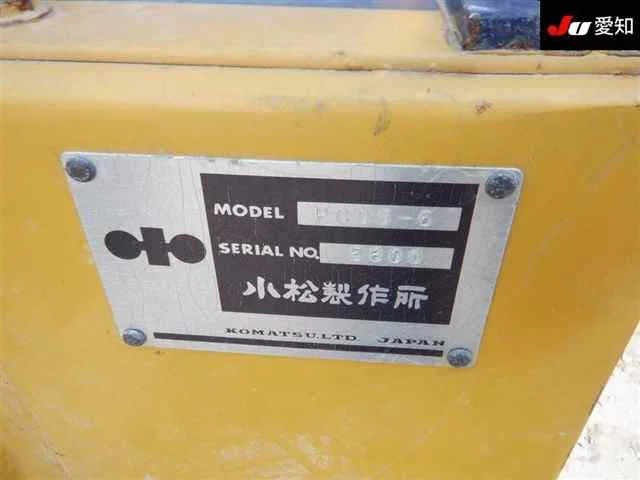 JU 愛知
MODEL
SERIAL NO.
小松製作所
KOMATSU.LTD. JAPAN